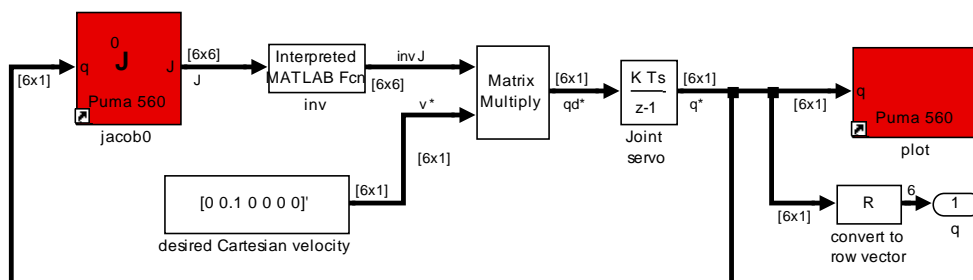 0
J
q
J
Puma 560
jacob0
[6x1]
[6x6]
J
Interpreted
MATLAB Fcn
inv
inv J
[6x6]
v*
[6x1]
[0 0.1 0 0 0 0]'
[6x1]
desired Cartesian velocity
Matrix
Multiply
[6x1]
qd*
K Ts
z-1
Joint
servo
[6x1]
q*
[6x1]
q
Puma 560
plot
[6x1]
R
convert to
row vector
6
1
q